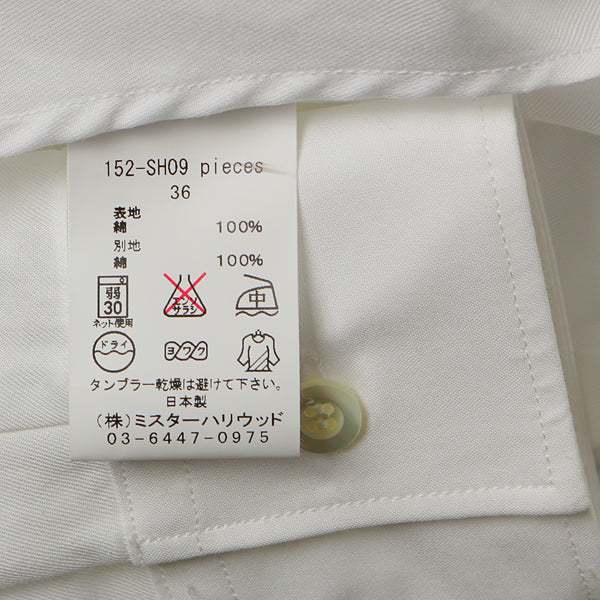 152-SH09 pieces
36
表地
綿 100%
別地
綿 100%
弱 30 エンソサラシ 中
ネット使用
ドライ ヨワク
タンブラー乾燥は避けて下さい。
日本製
(株)ミスターハリウッド
03-6447-0975